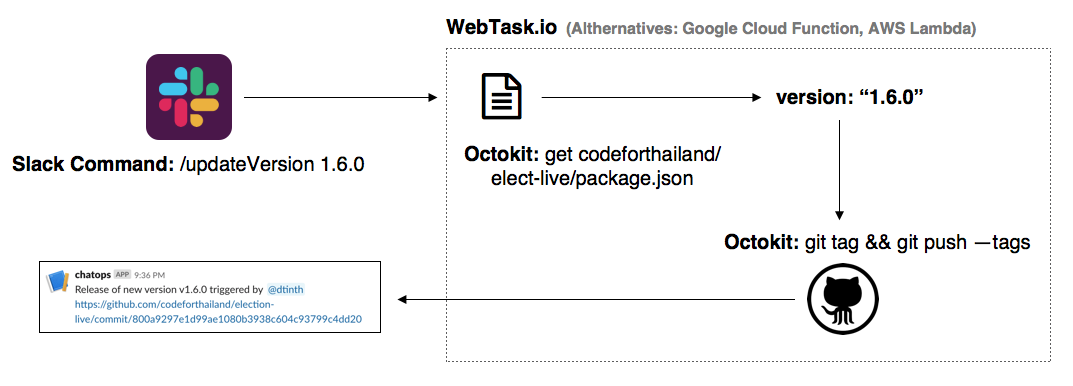 WebTask.io (Althernatives: Google Cloud Function, AWS Lambda)
version: “1.6.0”
Slack Command: /updateVersion 1.6.0
Octokit: get codeforthailand/
elect-live/package.json
Octokit: git tag && git push —tags
chatops APP 9:36 PM
Release of new version v1.6.0 triggered by @dtinth
https://github.com/codeforthailand/election-
live/commit/800a9297e1d99ae1080b3938c604c93799c4dd20